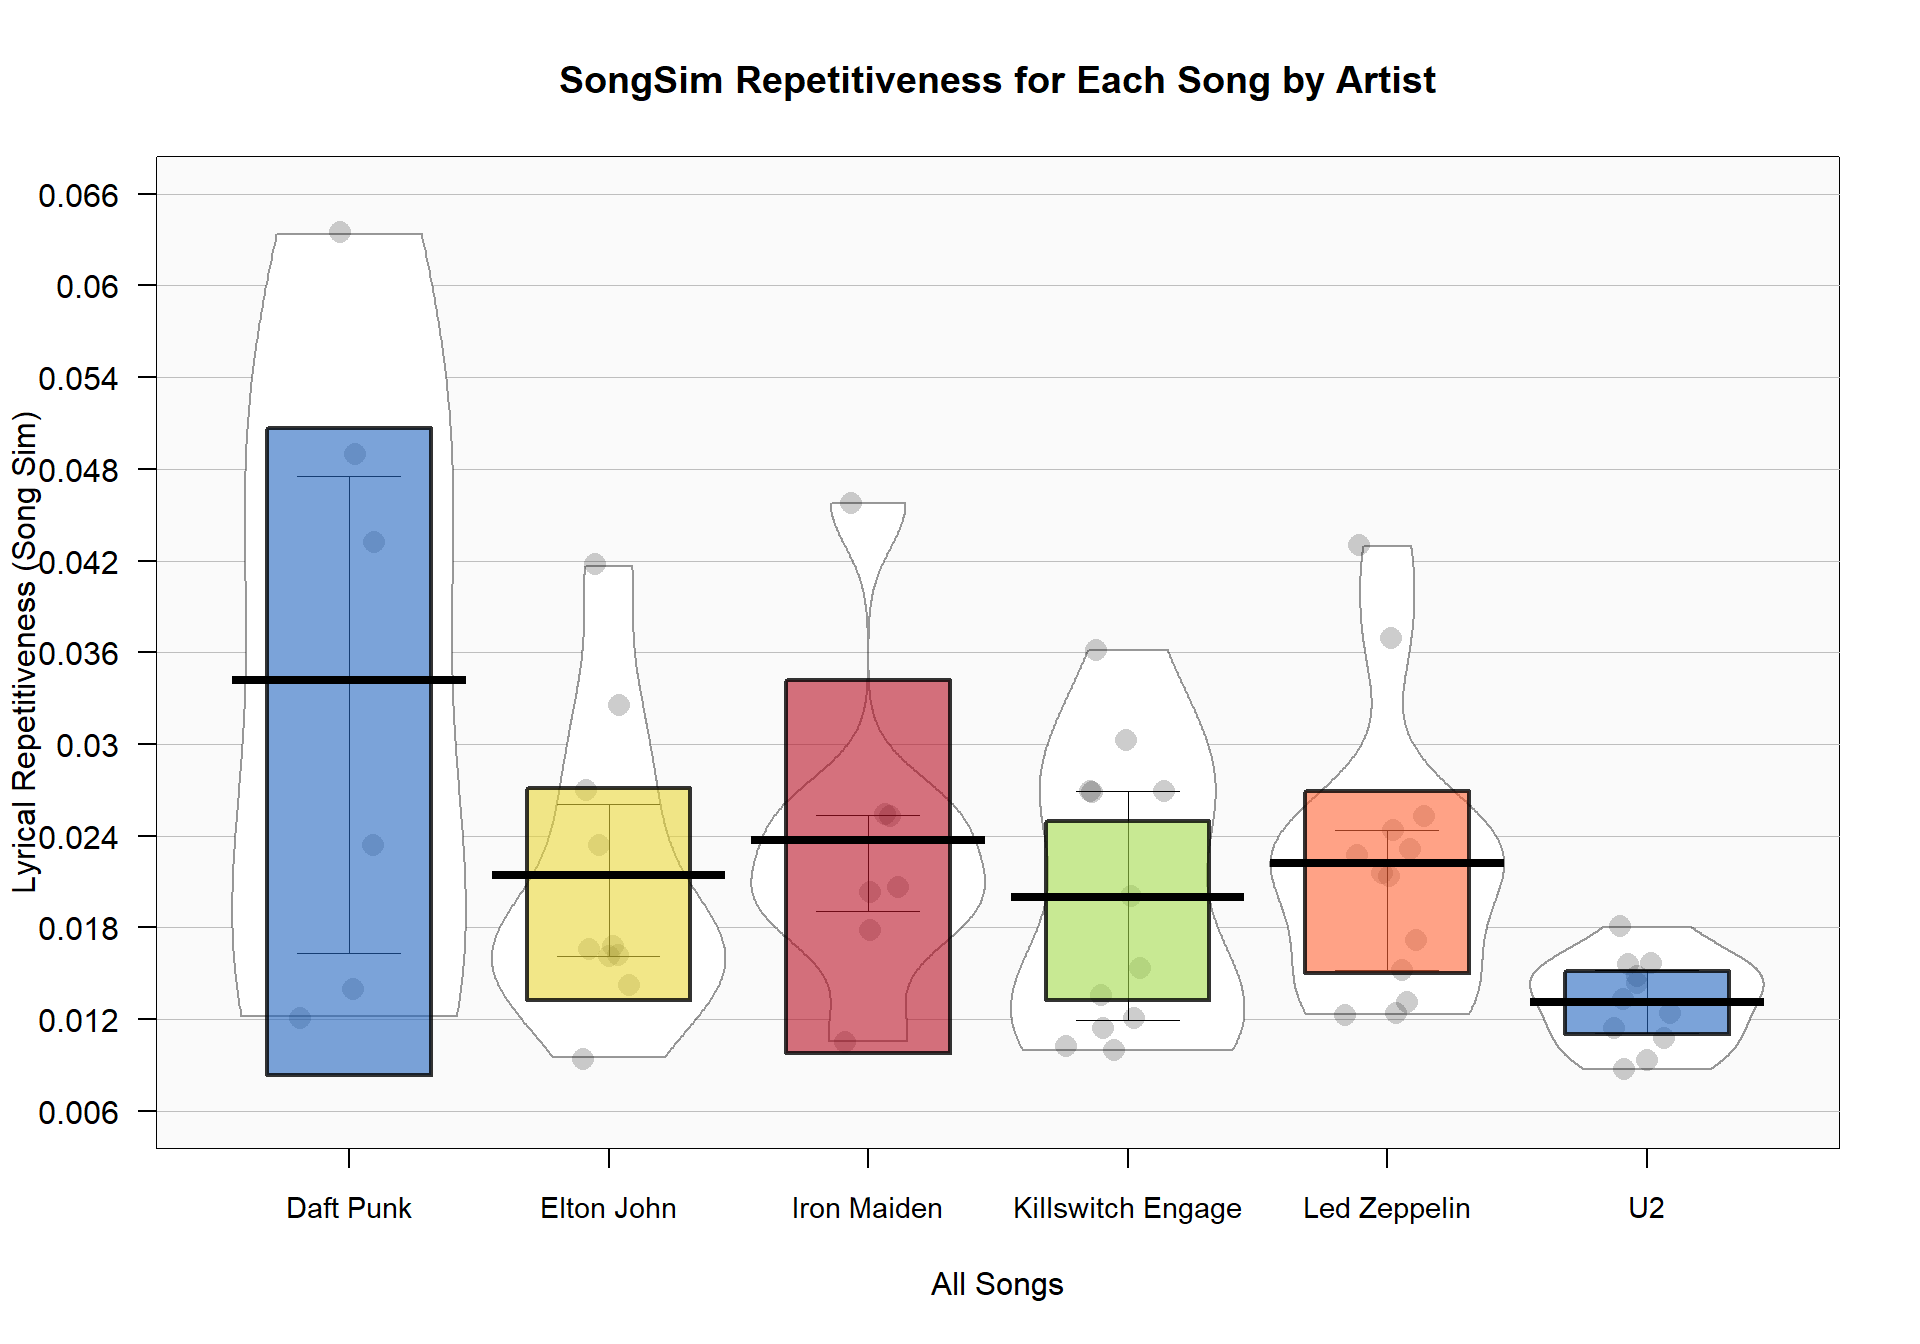 SongSim Repetitiveness for Each Song by Artist
Lyrical Repetitiveness (Song Sim)
0.066
0.06
0.054
0.048
0.042
0.036
0.03
0.024
0.018
0.012
0.006
Daft Punk
Elton John
Iron Maiden
Killswitch Engage
Led Zeppelin
U2
All Songs